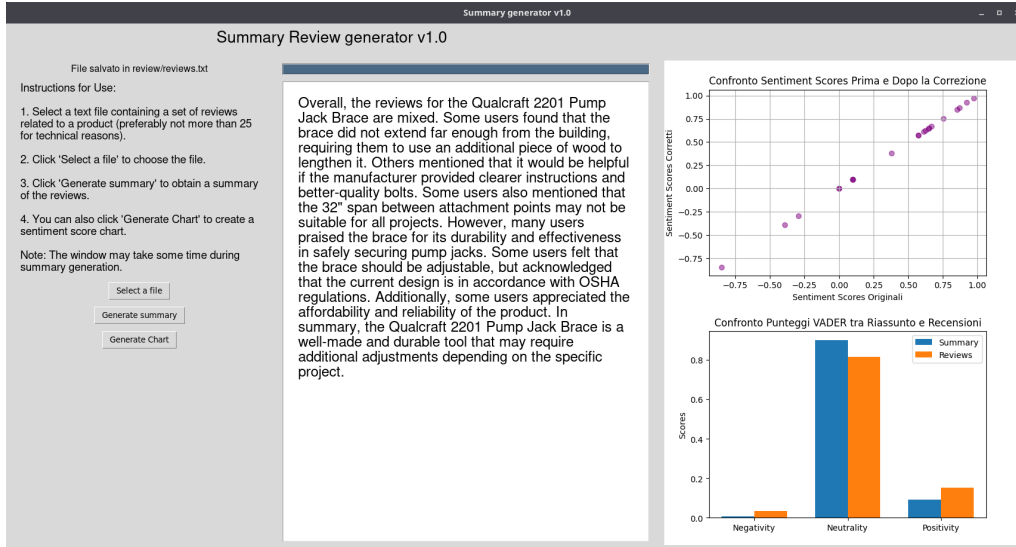 Summary generator v1.0
Summary Review generator v1.0
File salvato in review/reviews.txt
Instructions for Use:
1. Select a text file containing a set of reviews
related to a product (preferably not more than 25
for technical reasons).
2. Click 'Select a file' to choose the file.
3. Click 'Generate summary' to obtain a summary
of the reviews.
4. You can also click 'Generate Chart' to create a
sentiment score chart.
Note: The window may take some time during
summary generation.
Select a file
Generate summary
Generate Chart
Overall, the reviews for the Qualcraft 2201 Pump
Jack Brace are mixed. Some users found that the
brace did not extend far enough from the building,
requiring them to use an additional piece of wood to
lengthen it. Others mentioned that it would be helpful
if the manufacturer provided clearer instructions and
better-quality bolts. Some users also mentioned that
the 32" span between attachment points may not be
suitable for all projects. However, many users
praised the brace for its durability and effectiveness
in safely securing pump jacks. Some users felt that
the brace should be adjustable, but acknowledged
that the current design is in accordance with OSHA
regulations. Additionally, some users appreciated the
affordability and reliability of the product. In
summary, the Qualcraft 2201 Pump Jack Brace is a
well-made and durable tool that may require
additional adjustments depending on the specific
project.
Confronto Sentiment Scores Prima e Dopo la Correzione
Sentiment Scores Corretti
1.00
0.75
0.50
0.25
0.00
−0.25
−0.50
−0.75
−0.75 −0.50 −0.25 0.00 0.25 0.50 0.75 1.00
Sentiment Scores Originali
Confronto Punteggi VADER tra Riassunto e Recensioni
Summary
Reviews
Scores
0.8
0.6
0.4
0.2
0.0
Negativity Neutrality Positivity